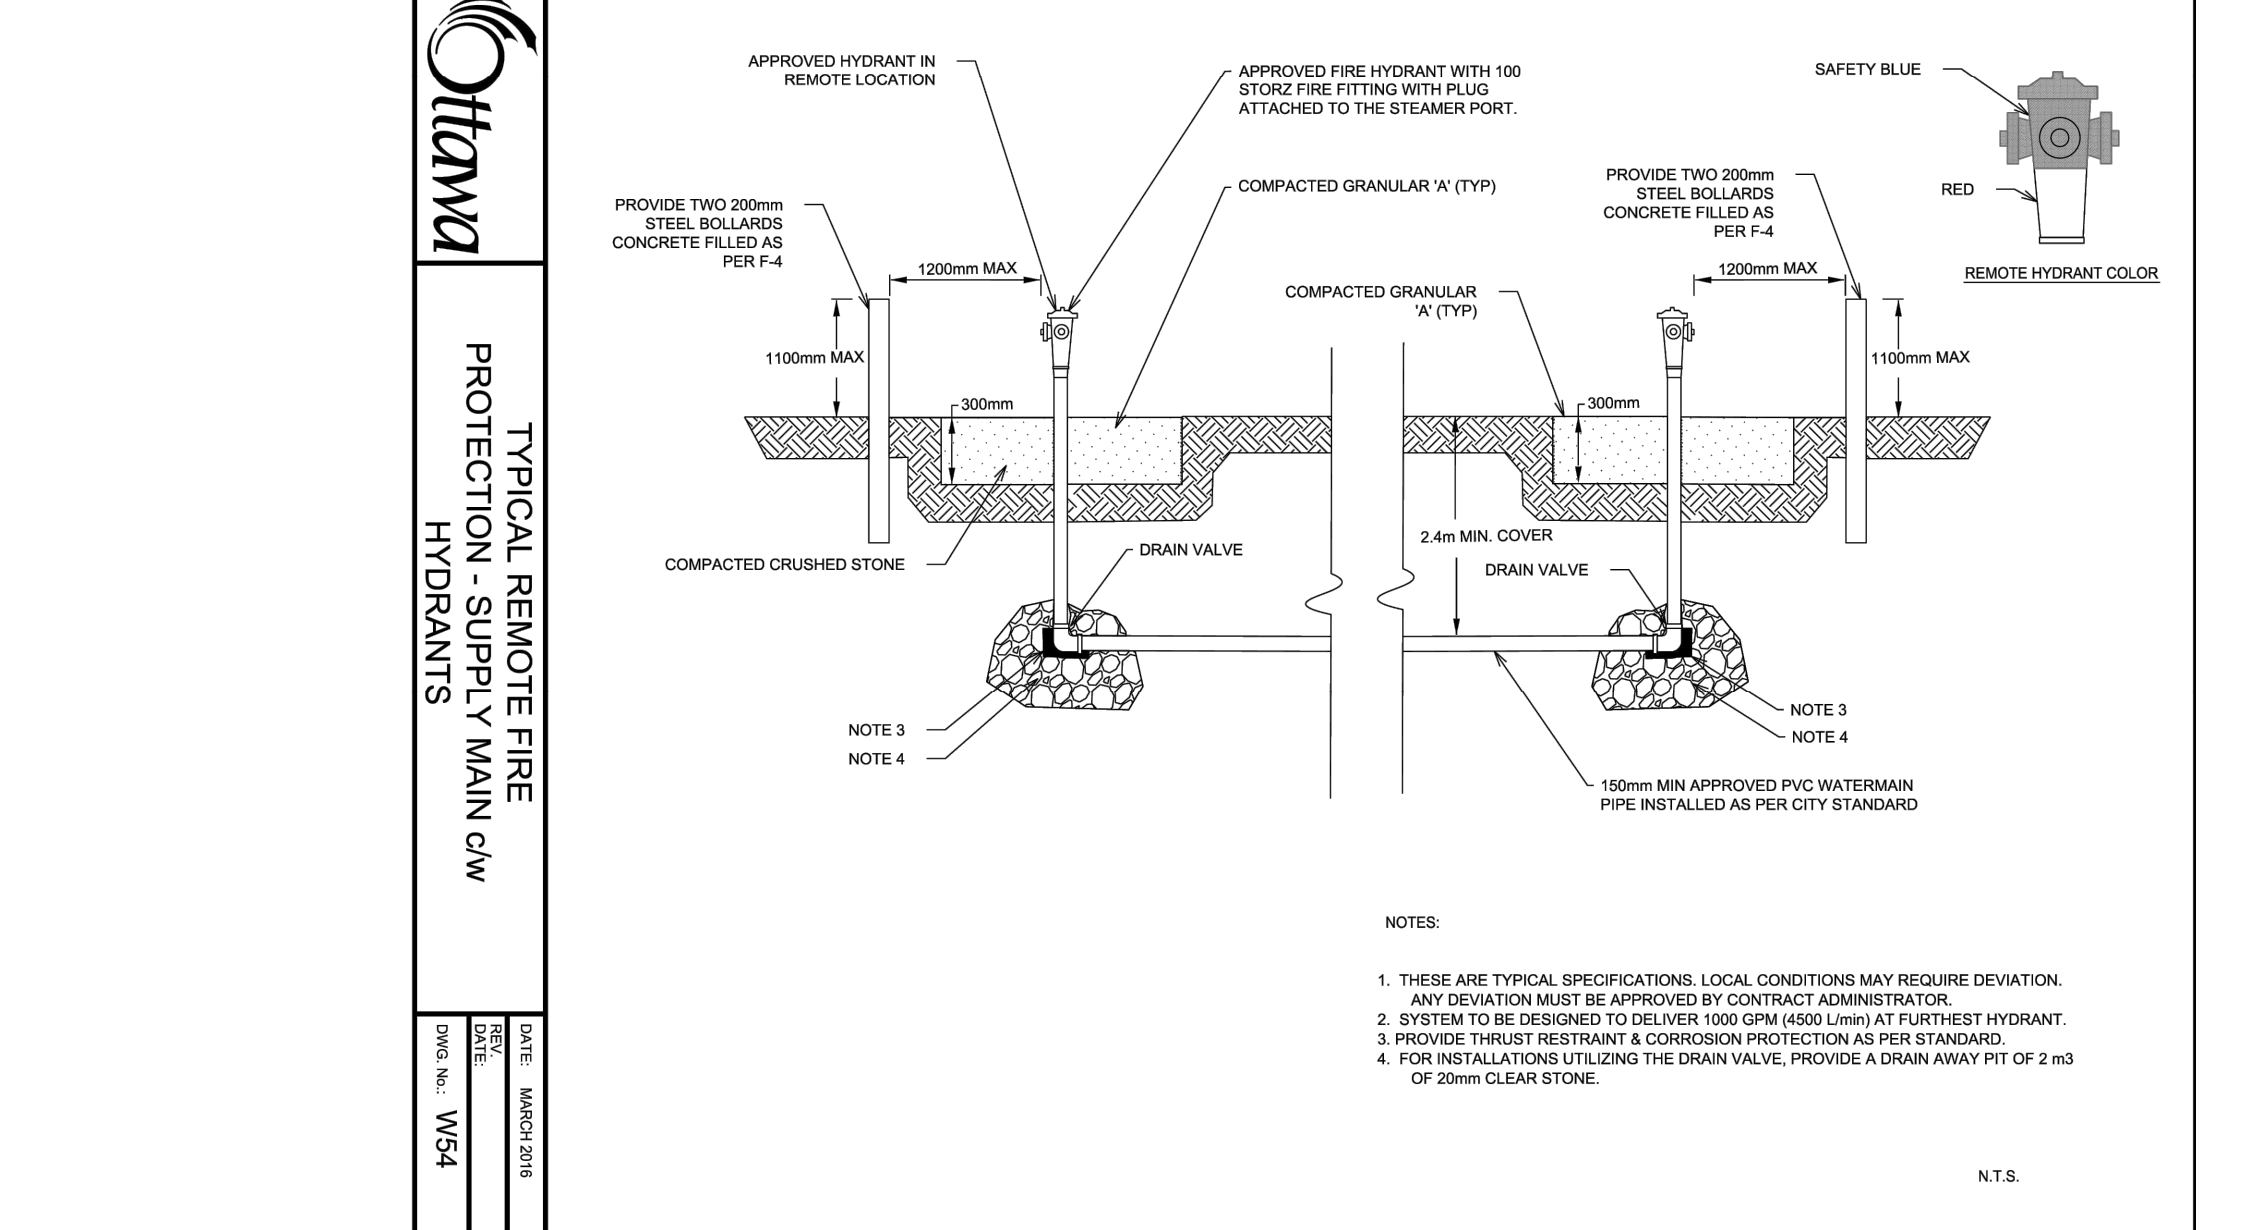 Ottawa
TYPICAL REMOTE FIRE
PROTECTION - SUPPLY MAIN c/w
HYDRANTS
DATE: MARCH 2016
REV.
DATE:
DWG. No.: W54
APPROVED HYDRANT IN
REMOTE LOCATION
APPROVED FIRE HYDRANT WITH 100
STORZ FIRE FITTING WITH PLUG
ATTACHED TO THE STEAMER PORT.
SAFETY BLUE
RED
REMOTE HYDRANT COLOR
COMPACTED GRANULAR 'A' (TYP)
PROVIDE TWO 200mm
STEEL BOLLARDS
CONCRETE FILLED AS
PER F-4
PROVIDE TWO 200mm
STEEL BOLLARDS
CONCRETE FILLED AS
PER F-4
1200mm MAX
1200mm MAX
COMPACTED GRANULAR
'A' (TYP)
1100mm MAX
1100mm MAX
300mm
300mm
2.4m MIN. COVER
COMPACTED CRUSHED STONE
DRAIN VALVE
DRAIN VALVE
NOTE 3
NOTE 4
NOTE 3
NOTE 4
150mm MIN APPROVED PVC WATERMAIN
PIPE INSTALLED AS PER CITY STANDARD
NOTES:
1. THESE ARE TYPICAL SPECIFICATIONS. LOCAL CONDITIONS MAY REQUIRE DEVIATION.
ANY DEVIATION MUST BE APPROVED BY CONTRACT ADMINISTRATOR.
2. SYSTEM TO BE DESIGNED TO DELIVER 1000 GPM (4500 L/min) AT FURTHEST HYDRANT.
3. PROVIDE THRUST RESTRAINT & CORROSION PROTECTION AS PER STANDARD.
4. FOR INSTALLATIONS UTILIZING THE DRAIN VALVE, PROVIDE A DRAIN AWAY PIT OF 2 m3
OF 20mm CLEAR STONE.
N.T.S.